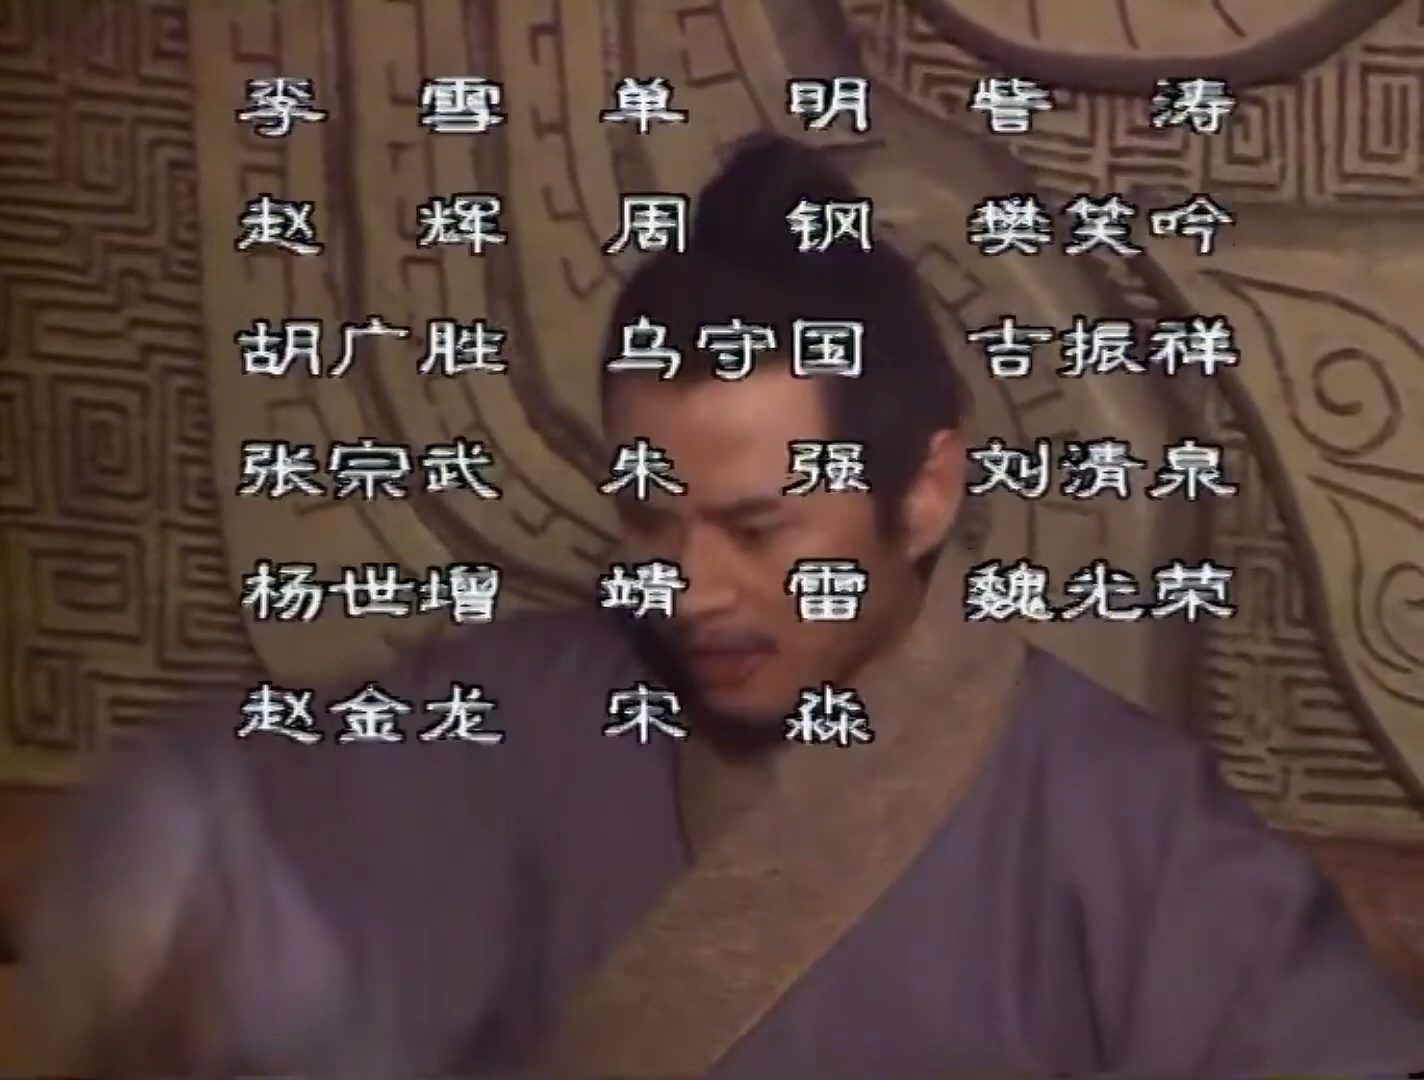 李雪 单明 訾涛
赵辉 周钢 樊笑吟
胡广胜 乌守国 吉振祥
张宗武 朱强 刘清泉
杨世增 靖雷 魏光荣
赵金龙 宋淼